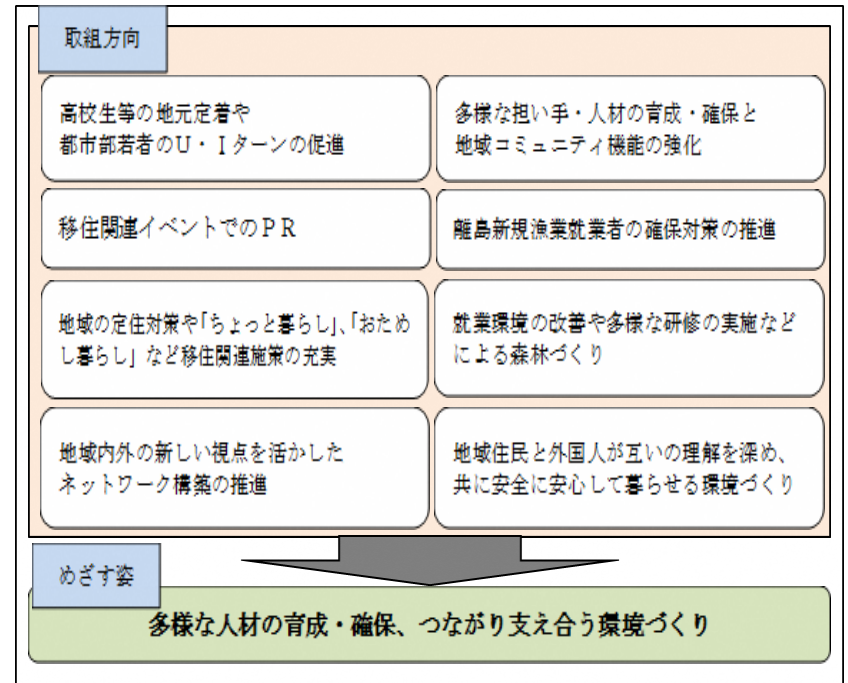 取組方向
高校生等の地元定着や
都市部若者のU・Iターンの促進
多様な担い手・人材の育成・確保と
地域コミュニティ機能の強化
移住関連イベントでのPR
離島新規漁業就業者の確保対策の推進
地域の定住対策や「ちょっと暮らし」、「おため
し暮らし」など移住関連施策の充実
就業環境の改善や多様な研修の実施など
による森林づくり
地域内外の新しい視点を活かした
ネットワーク構築の推進
地域住民と外国人が互いの理解を深め、
共に安全に安心して暮らせる環境づくり
めざす姿
多様な人材の育成・確保、つながり支え合う環境づくり